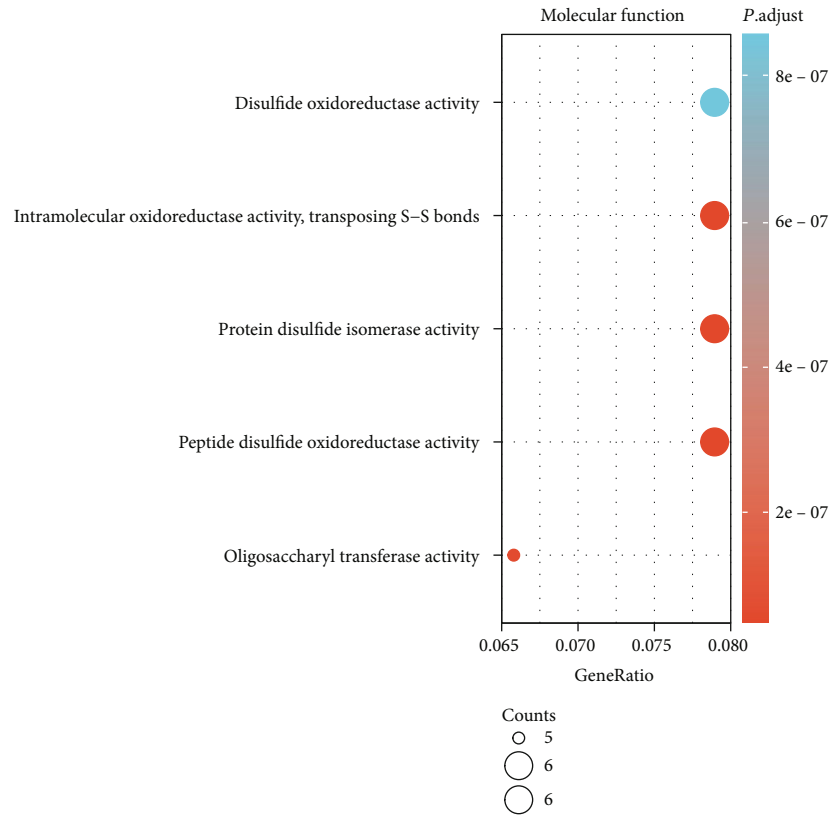 Molecular function
P.adjust
Disulfide oxidoreductase activity
Intramolecular oxidoreductase activity, transposing S–S bonds
Protein disulfide isomerase activity
Peptide disulfide oxidoreductase activity
Oligosaccharyl transferase activity
8e – 07
6e – 07
4e – 07
2e – 07
0.065 0.070 0.075 0.080
GeneRatio
Counts
5
6
6